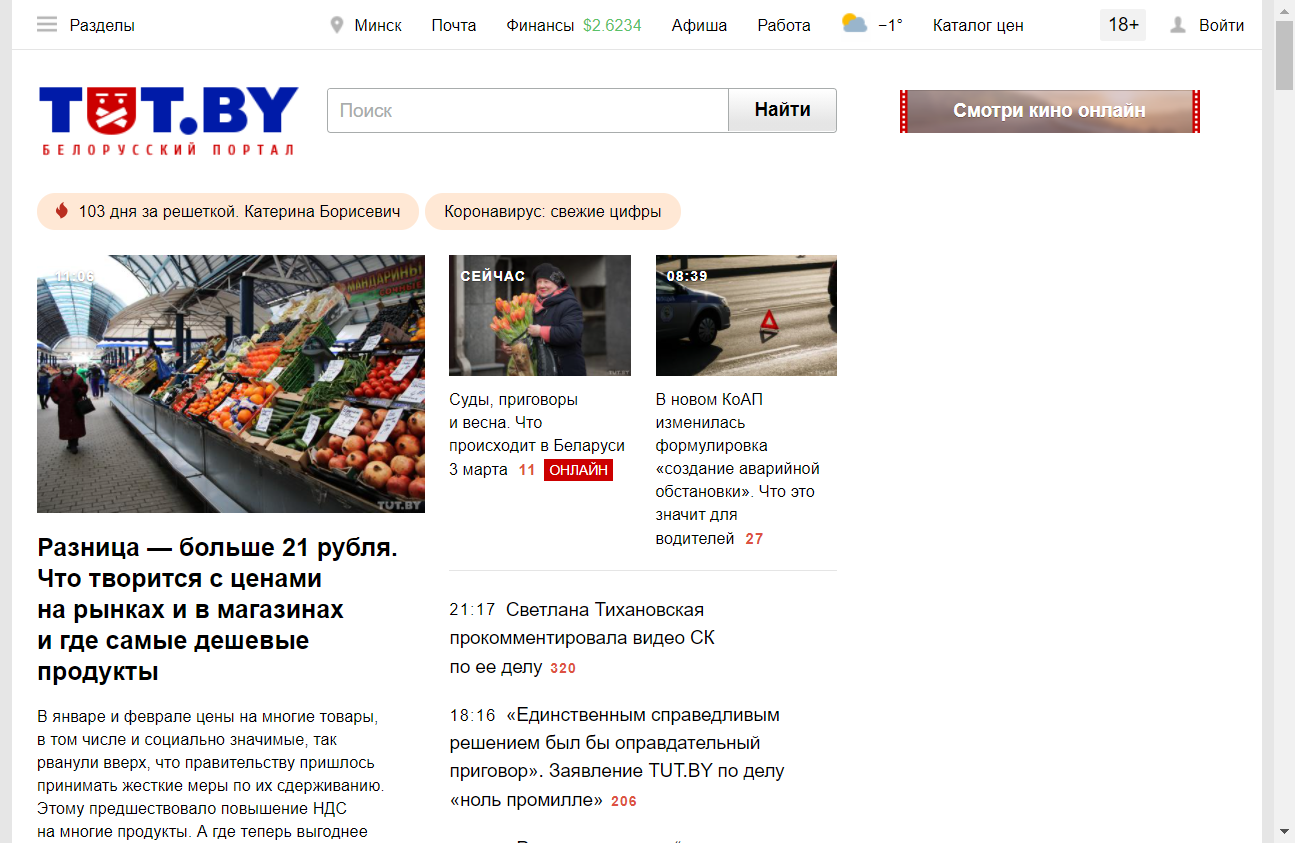 Разделы
Минск
Почта
Финансы $2.6234
Афиша
Работа
−1°
Каталог цен
18+
Войти
TUT.BY
БЕЛОРУССКИЙ ПОРТАЛ
Поиск
Найти
Смотри кино онлайн
103 дня за решеткой. Катерина Борисевич
Коронавирус: свежие цифры
11:06
МАНДАРИНЫ
СОЧНЫЕ
TUT.BY
Разница — больше 21 рубля.
Что творится с ценами
на рынках и в магазинах
и где самые дешевые
продукты
В январе и феврале цены на многие товары,
в том числе и социально значимые, так
рванули вверх, что правительству пришлось
принимать жесткие меры по их сдерживанию.
Этому предшествовало повышение НДС
на многие продукты. А где теперь выгоднее
СЕЙЧАС
TUT.BY
Суды, приговоры
и весна. Что
происходит в Беларуси
3 марта 11 ОНЛАЙН
08:39
TUT.BY
В новом КоАП
изменилась
формулировка
«создание аварийной
обстановки». Что это
значит для
водителей 27
21:17 Светлана Тихановская
прокомментировала видео СК
по ее делу 320
18:16 «Единственным справедливым
решением был бы оправдательный
приговор». Заявление TUT.BY по делу
«ноль промилле» 206